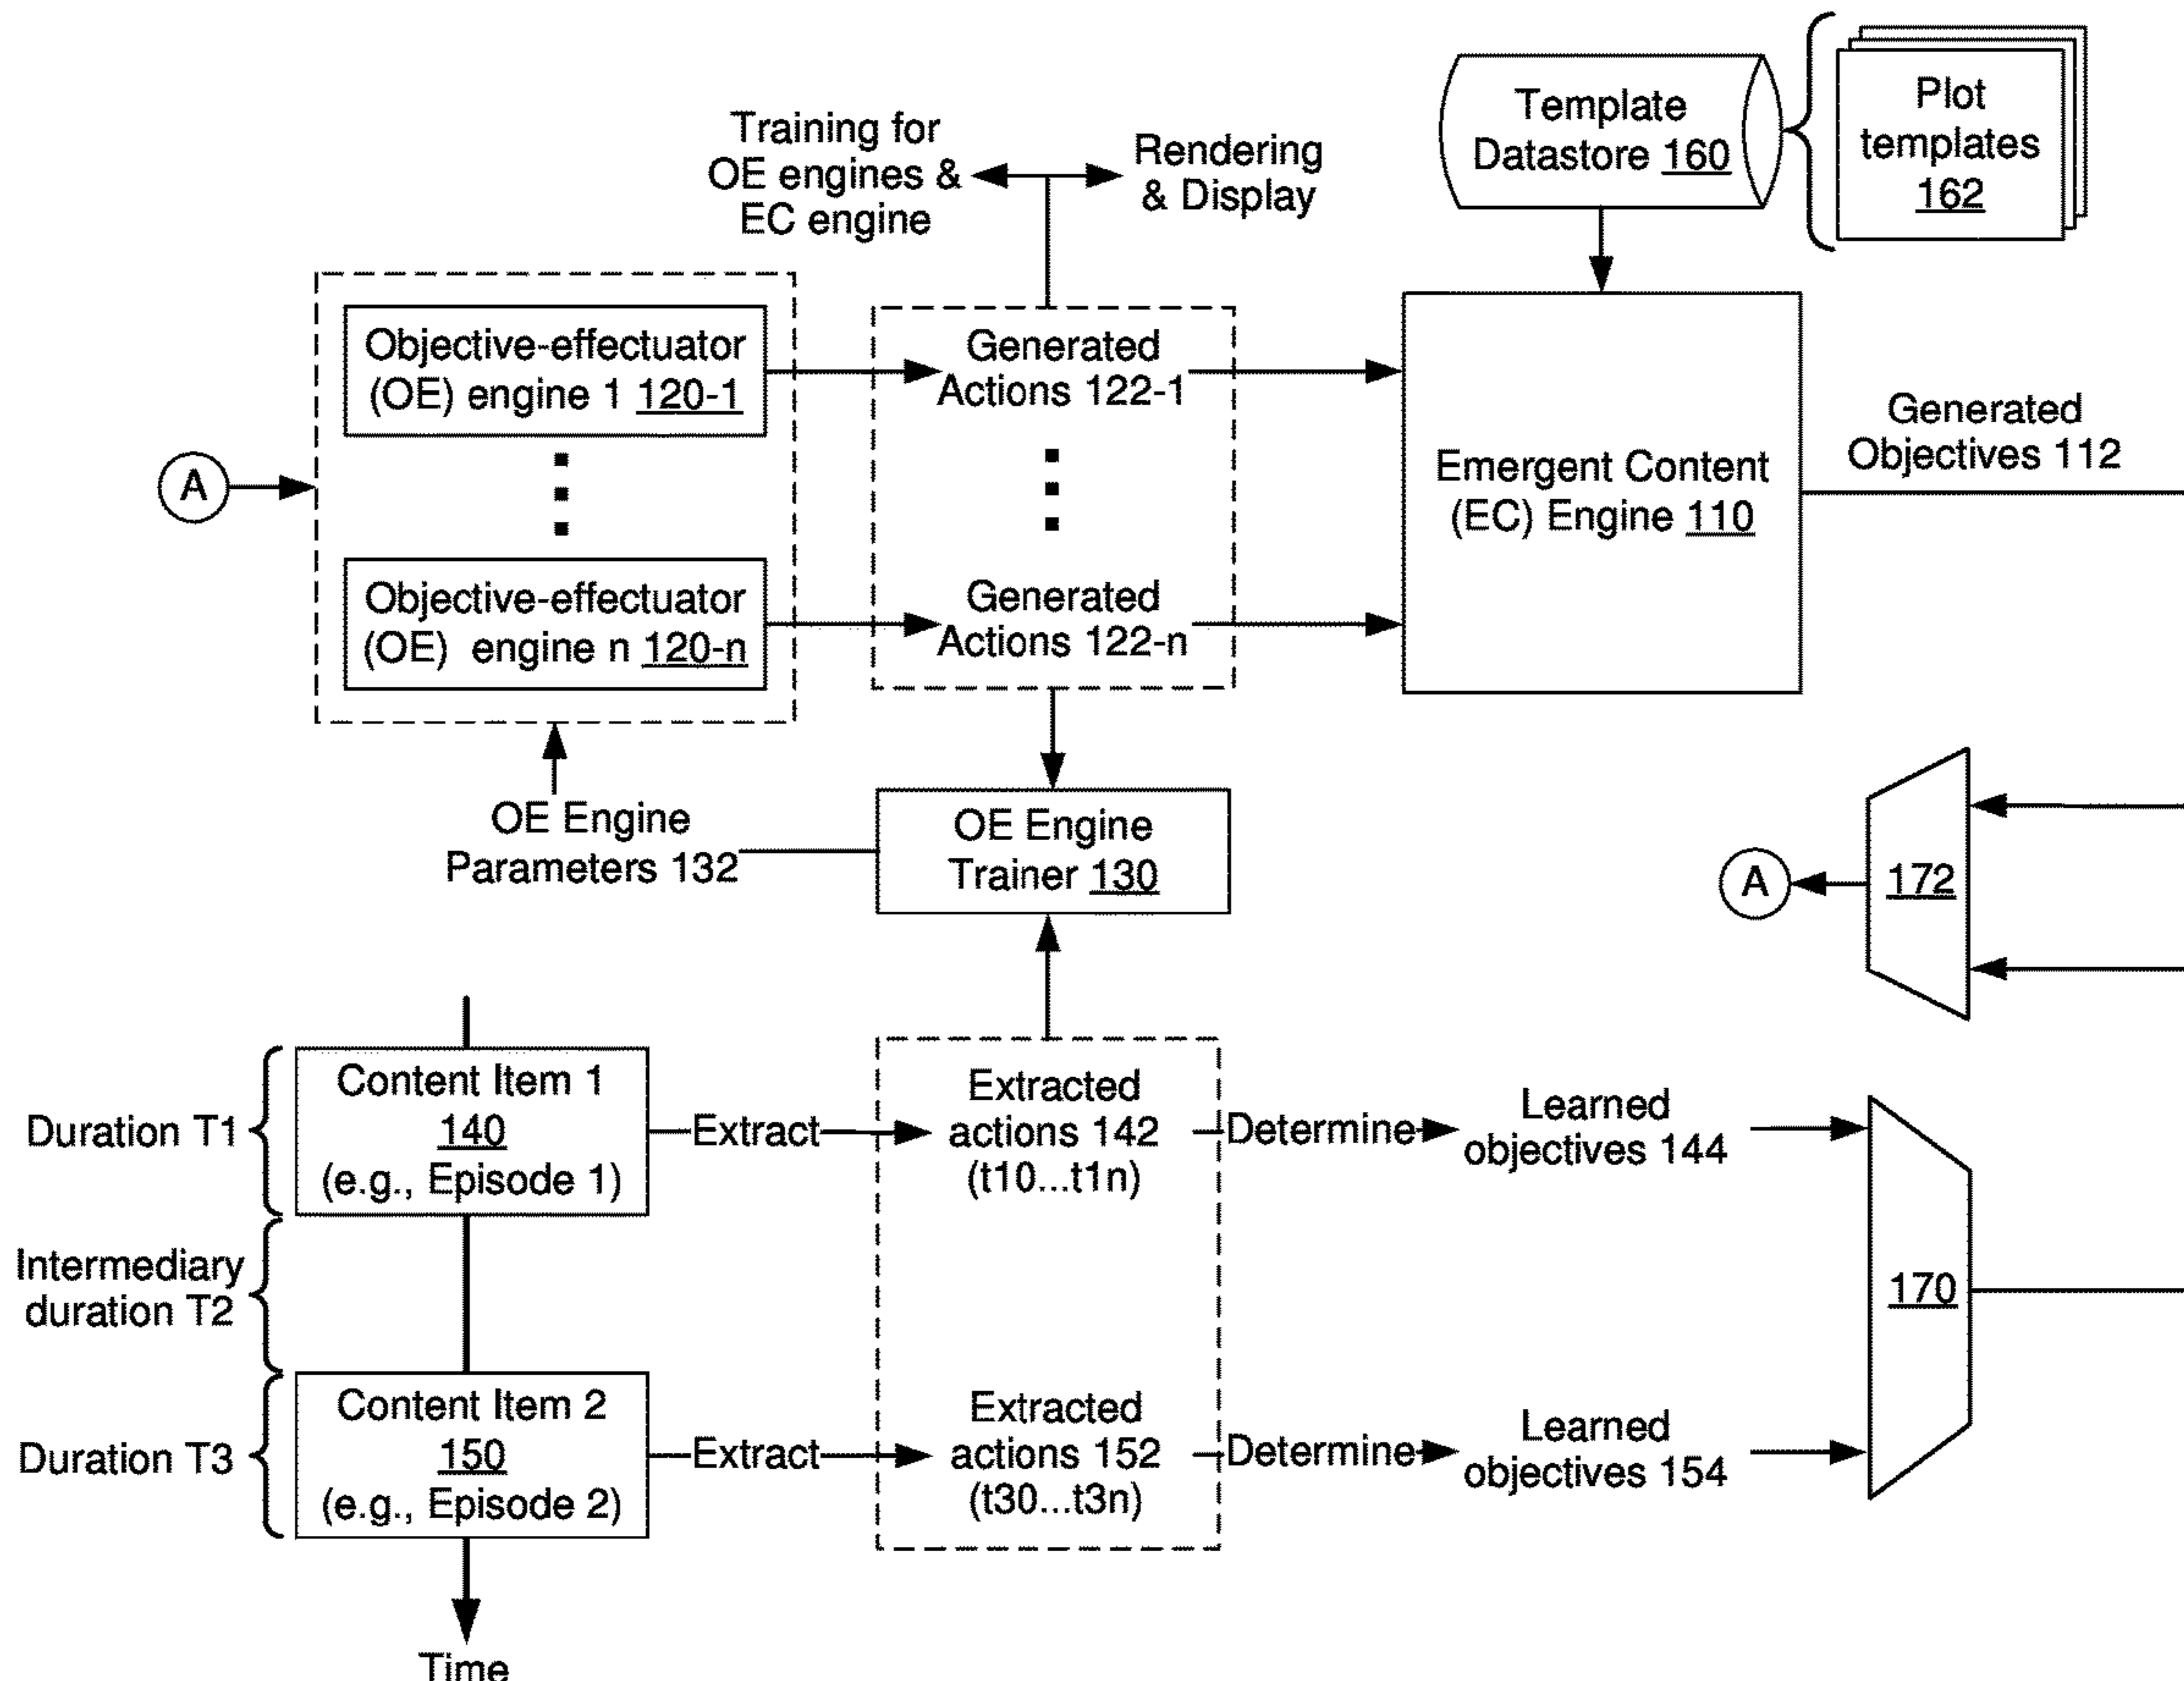 Training for
OE engines &
EC engine
Rendering
& Display
Template
Datastore 160
Plot
templates
162
Objective-effectuator
(OE) engine 1 120-1
Generated
Actions 122-1
A
Emergent Content
(EC) Engine 110
Generated
Objectives 112
Objective-effectuator
(OE) engine n 120-n
Generated
Actions 122-n
OE Engine
Parameters 132
OE Engine
Trainer 130
A
172
Duration T1
Content Item 1
140
(e.g., Episode 1)
Extract
Extracted
actions 142
(t10...t1n)
Determine
Learned
objectives 144
Intermediary
duration T2
170
Duration T3
Content Item 2
150
(e.g., Episode 2)
Extract
Extracted
actions 152
(t30...t3n)
Determine
Learned
objectives 154
Time